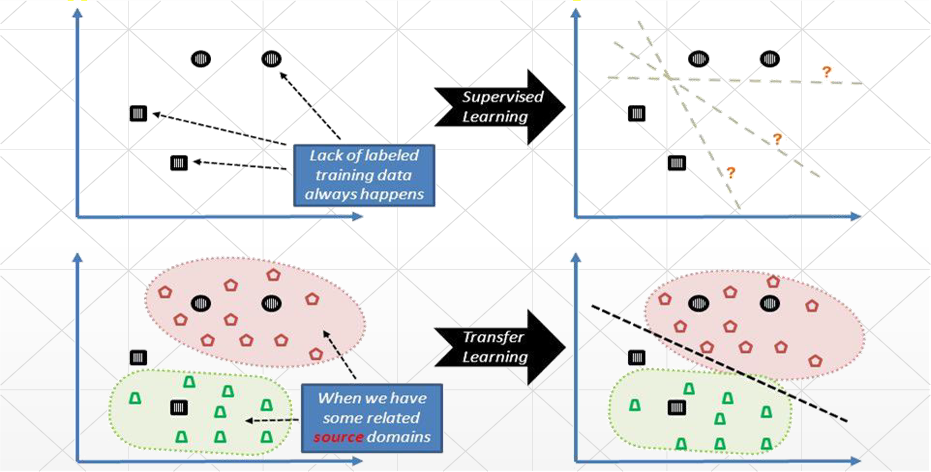 Lack of labeled
training data
always happens
Supervised
Learning
?
?
?
When we have
some related
source domains
Transfer
Learning